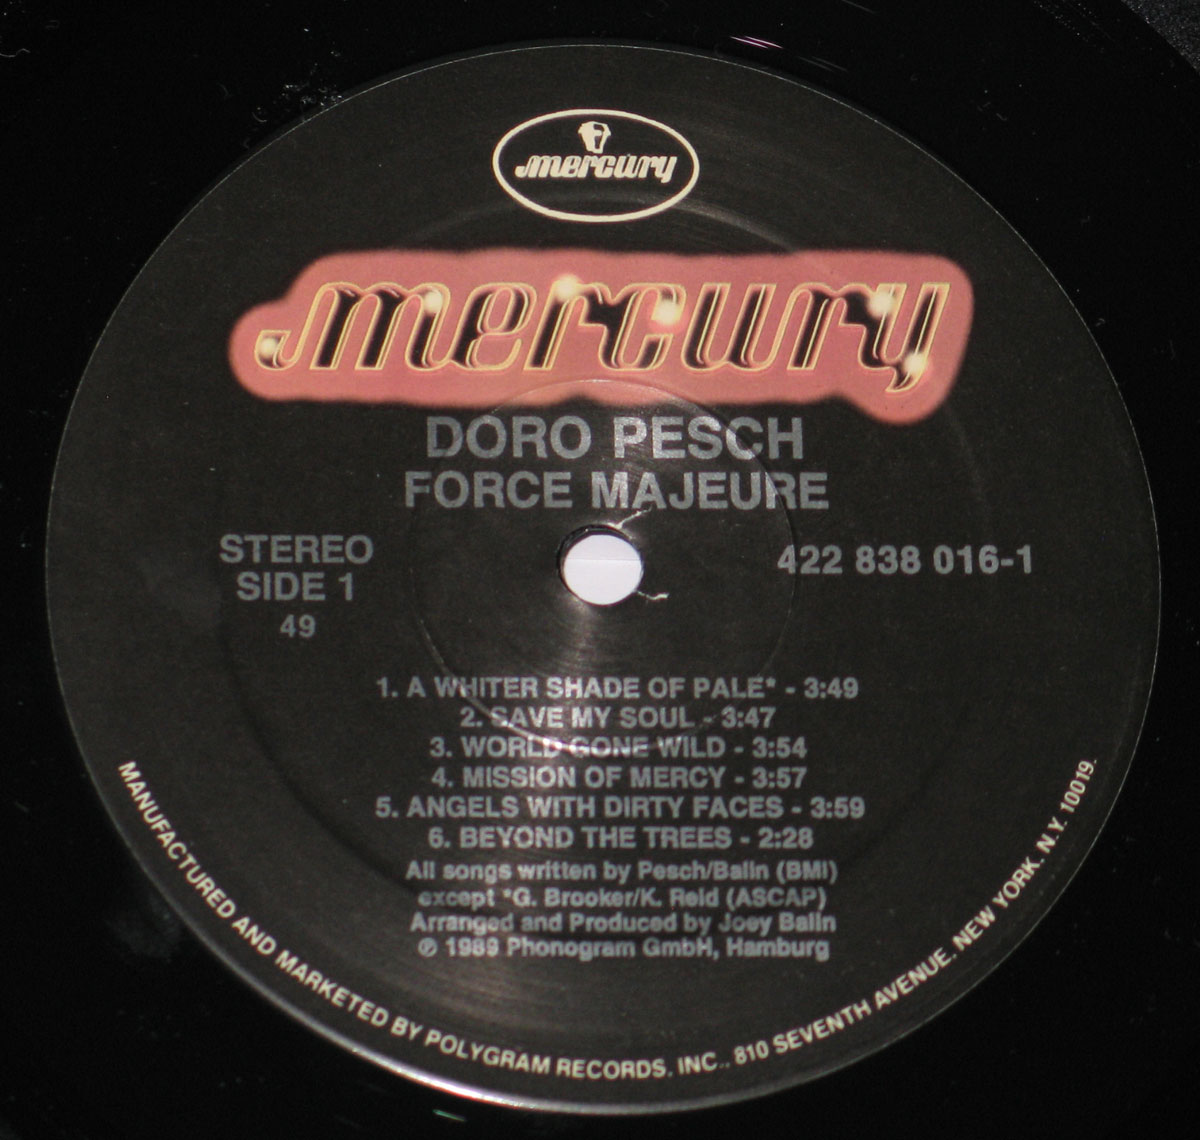 mercury
mercury
DORO PESCH
FORCE MAJEURE
STEREO
SIDE 1
49
422 838 016-1
1. A WHITER SHADE OF PALE* - 3:49
2. SAVE MY SOUL - 3:47
3. WORLD GONE WILD - 3:54
4. MISSION OF MERCY - 3:57
5. ANGELS WITH DIRTY FACES - 3:59
6. BEYOND THE TREES - 2:28
All songs written by Pesch/Balin (BMI)
except *G. Brooker/K. Reid (ASCAP)
Arranged and Produced by Joey Balin
℗ 1989 Phonogram GmbH, Hamburg
MANUFACTURED AND MARKETED BY POLYGRAM RECORDS. INC.. 810 SEVENTH AVENUE. NEW YORK. N.Y. 10019.